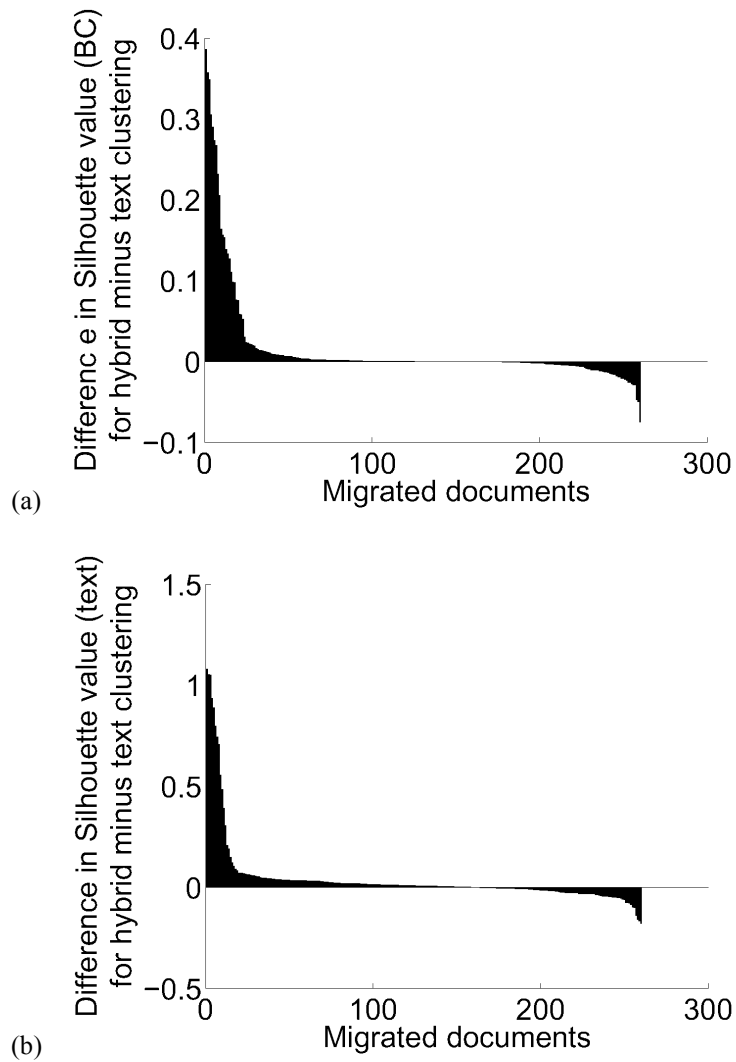 Differenc e in Silhouette value (BC)
for hybrid minus text clustering
0.4
0.3
0.2
0.1
0
−0.1
0
100
200
300
Migrated documents
(a)
Difference in Silhouette value (text)
for hybrid minus text clustering
1.5
1
0.5
0
−0.5
0
100
200
300
Migrated documents
(b)